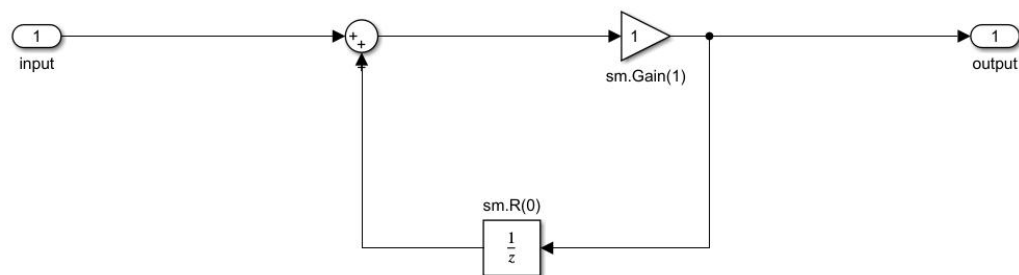 1
input
+
+
+
1
sm.Gain(1)
1
output
sm.R(0)
1
z